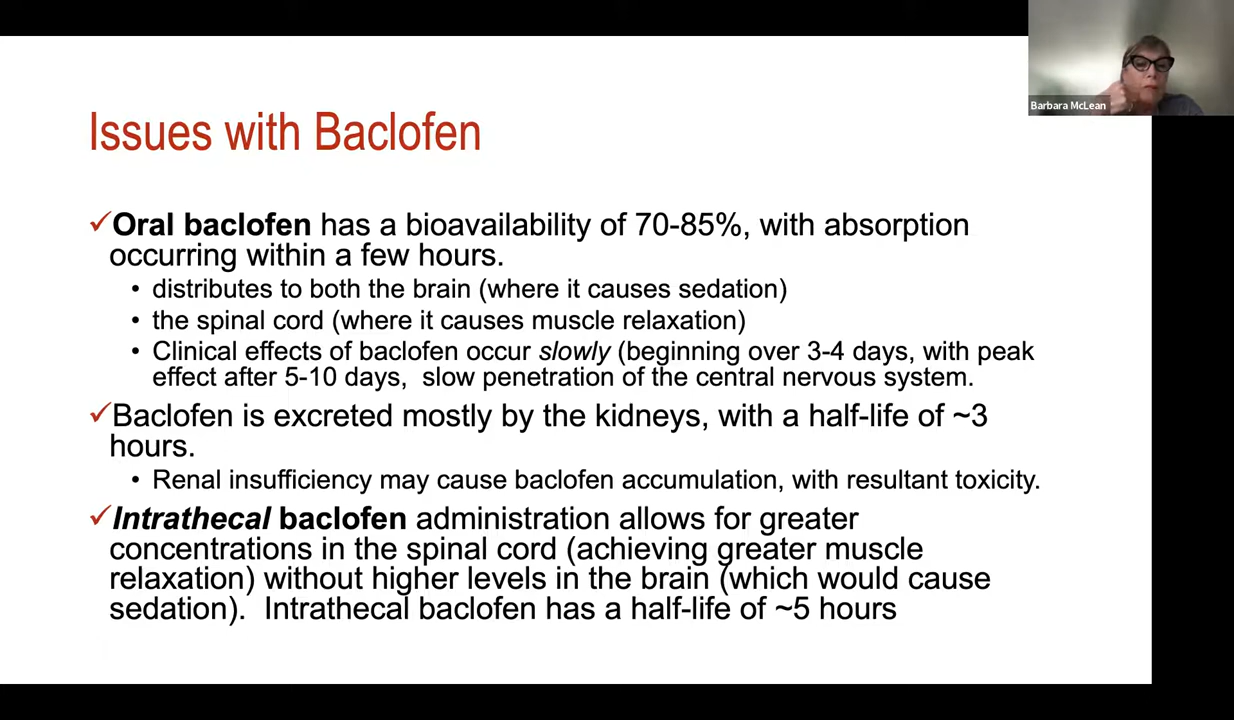 Barbara McLean
Issues with Baclofen
✓Oral baclofen has a bioavailability of 70-85%, with absorption
occurring within a few hours.
• distributes to both the brain (where it causes sedation)
• the spinal cord (where it causes muscle relaxation)
• Clinical effects of baclofen occur slowly (beginning over 3-4 days, with peak
effect after 5-10 days,  slow penetration of the central nervous system.
✓Baclofen is excreted mostly by the kidneys, with a half-life of ~3
hours.
• Renal insufficiency may cause baclofen accumulation, with resultant toxicity.
✓Intrathecal baclofen administration allows for greater
concentrations in the spinal cord (achieving greater muscle
relaxation) without higher levels in the brain (which would cause
sedation).  Intrathecal baclofen has a half-life of ~5 hours